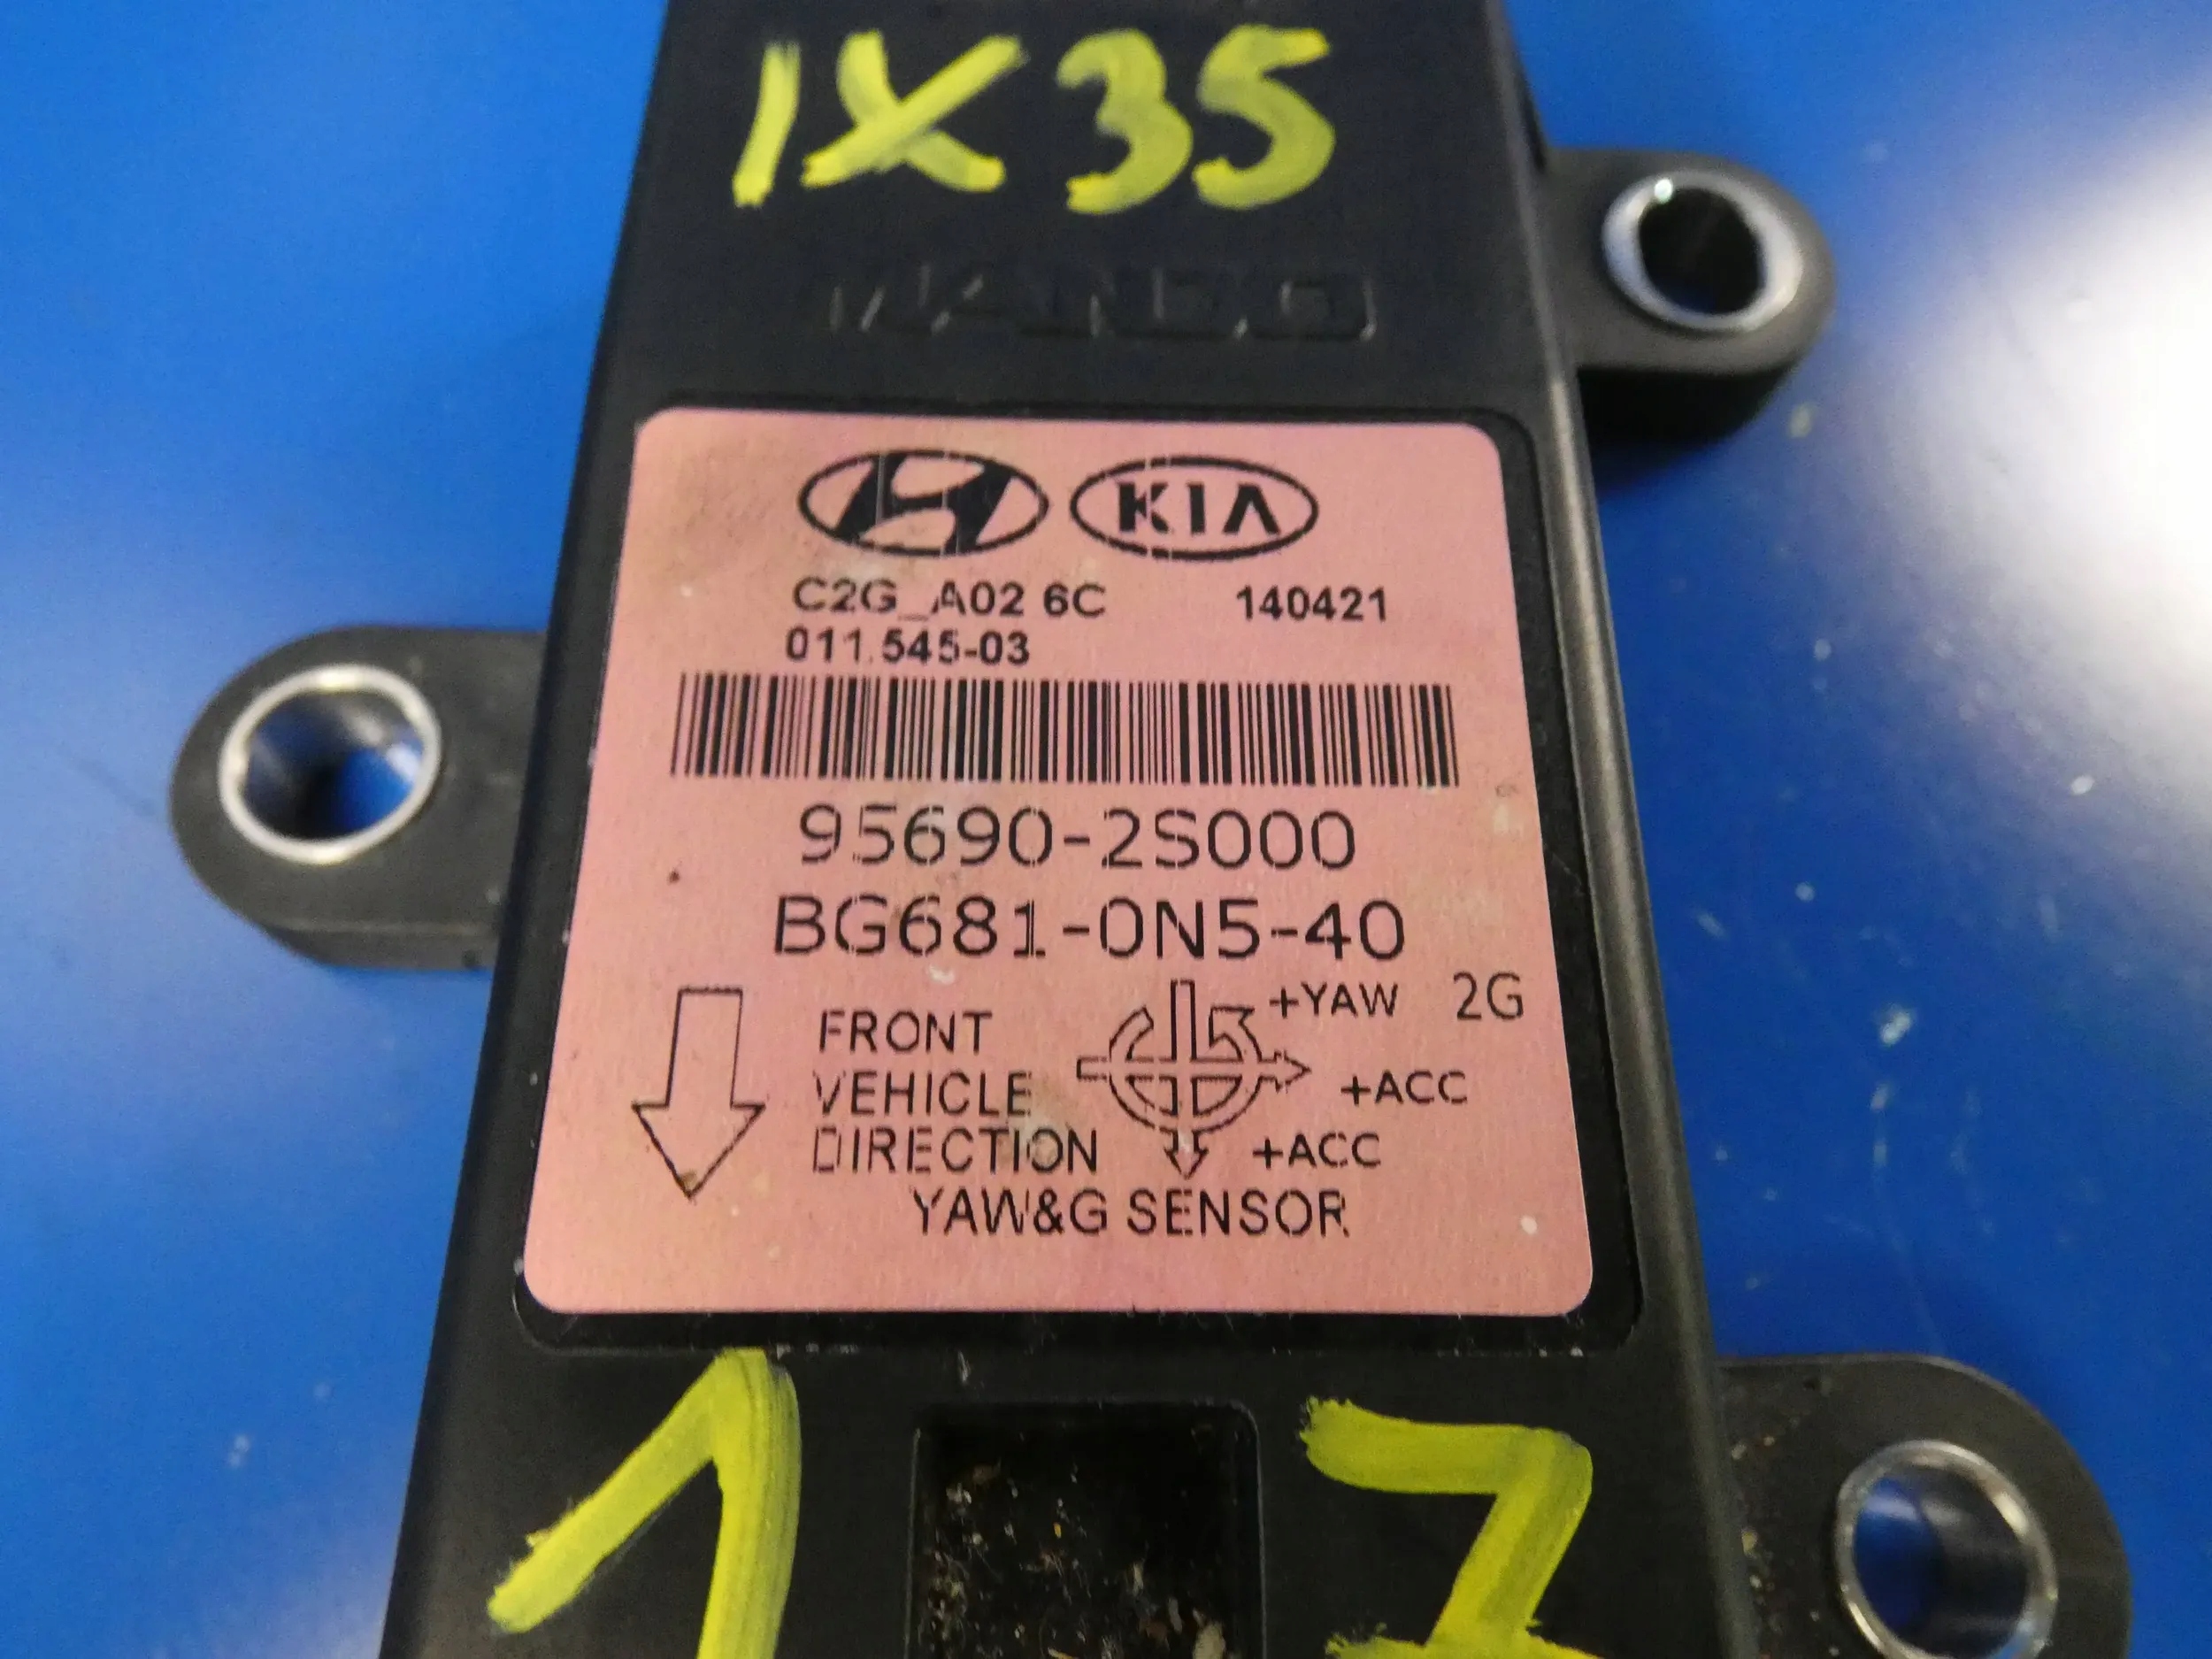 IX35
MANDO
KIA
C2G_A02 6C 140421
011.545-03
95690-2S000
BG681-0N5-40
+YAW 2G
FRONT
VEHICLE
DIRECTION
+ACC
+ACC
YAW&G SENSOR
1